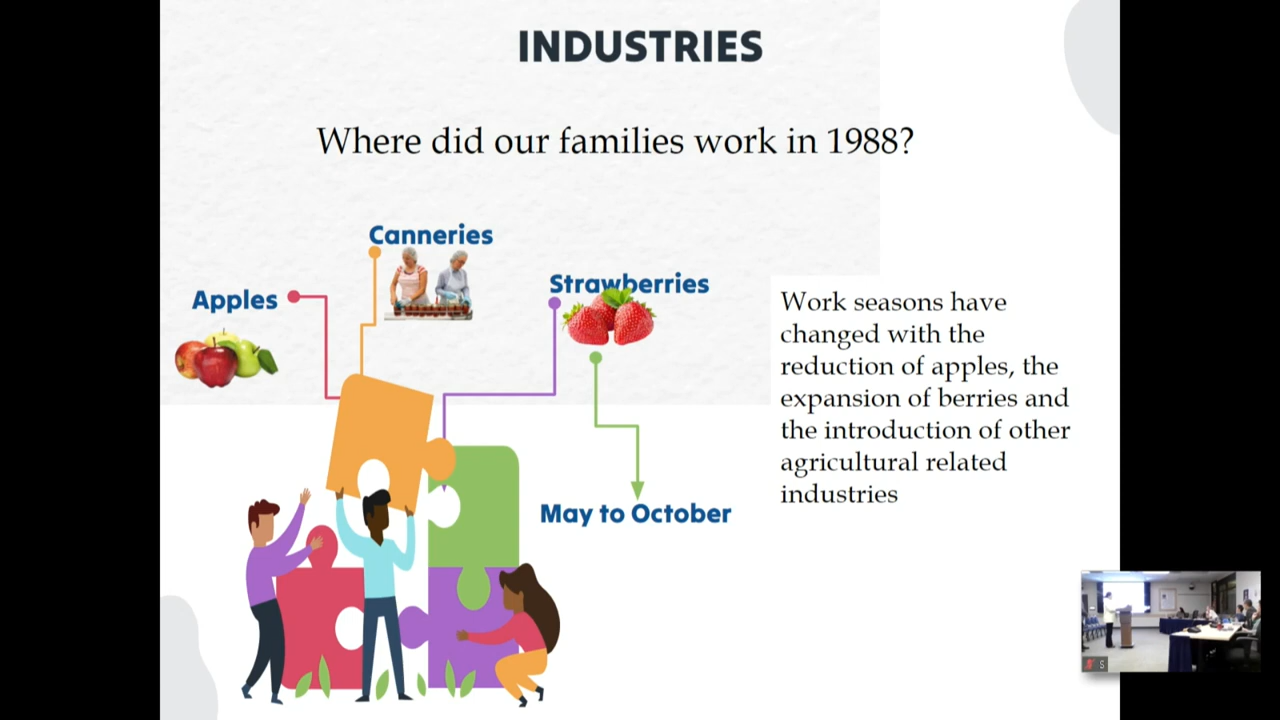 INDUSTRIES
Where did our families work in 1988?
Canneries
Strawberries
Apples
Work seasons have
changed with the
reduction of apples, the
expansion of berries and
the introduction of other
agricultural related
industries
May to October
S